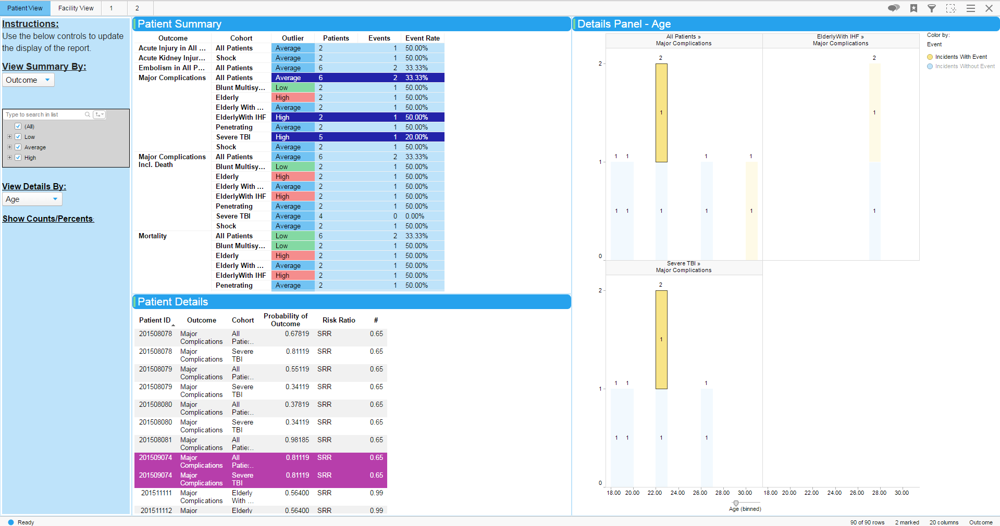 Patient View Facility View 1 2
Instructions:
Use the below controls to update
the display of the report.
View Summary By:
Outcome
Type to search in list
(All)
Low
Average
High
View Details By:
Age
Show Counts/Percents:
Patient Summary
Outcome Cohort Outlier Patients Events Event Rate
Acute Injury in All ... All Patients Average 2 1 50.00%
Acute Kidney Injur... Shock Average 2 1 50.00%
Embolism in All P... All Patients Average 6 2 33.33%
Major Complications All Patients Average 6 2 33.33%
Blunt Multisy... Low 2 1 50.00%
Elderly High 2 1 50.00%
Elderly With ... Average 2 1 50.00%
ElderlyWith IHF High 2 1 50.00%
Penetrating Average 2 1 50.00%
Severe TBI High 5 1 20.00%
Shock Average 2 1 50.00%
Major Complications All Patients Average 6 2 33.33%
Incl. Death
Blunt Multisy... Low 2 1 50.00%
Elderly High 2 1 50.00%
Elderly With ... Average 2 1 50.00%
ElderlyWith IHF High 2 1 50.00%
Penetrating Average 2 1 50.00%
Severe TBI Average 4 0 0.00%
Shock Average 2 1 50.00%
Mortality All Patients Low 6 2 33.33%
Blunt Multisy... Low 2 1 50.00%
Elderly High 2 1 50.00%
Elderly With ... Average 2 1 50.00%
ElderlyWith IHF High 2 1 50.00%
Penetrating Average 2 1 50.00%
Patient Details
Patient ID Outcome Cohort Probability of Risk Ratio #
Outcome
201508078 Major All 0.67819 SRR 0.65
Complications Patie...
201508078 Major Severe 0.81119 SRR 0.65
Complications TBI
201508079 Major All 0.55119 SRR 0.65
Complications Patie...
201508079 Major Severe 0.34119 SRR 0.65
Complications TBI
201508080 Major All 0.37819 SRR 0.65
Complications Patie...
201508080 Major Severe 0.34119 SRR 0.65
Complications TBI
201508081 Major All 0.98185 SRR 0.65
Complications Patie...
201509074 Major All 0.81119 SRR 0.65
Complications Patie...
201509074 Major Severe 0.81119 SRR 0.65
Complications TBI
201511111 Major Elderly 0.56400 SRR 0.99
Complications With ...
201511112 Major Elderly 0.56400 SRR 0.99
Details Panel - Age
All Patients »
Major Complications
2
2
1
1 1 1 1
1
1 1 1 1 1
0
ElderlyWith IHF »
Major Complications
2
1
1
Severe TBI »
Major Complications
2
2
1
1 1 1
1
1 1 1 1
0
18.00 20.00 22.00 24.00 26.00 28.00 30.00 18.00 20.00 22.00 24.00 26.00 28.00 30.00
Age (binned)
Color by:
Event
Incidents With Event
Incidents Without Event
Ready 90 of 90 rows 2 marked 20 columns Outcome